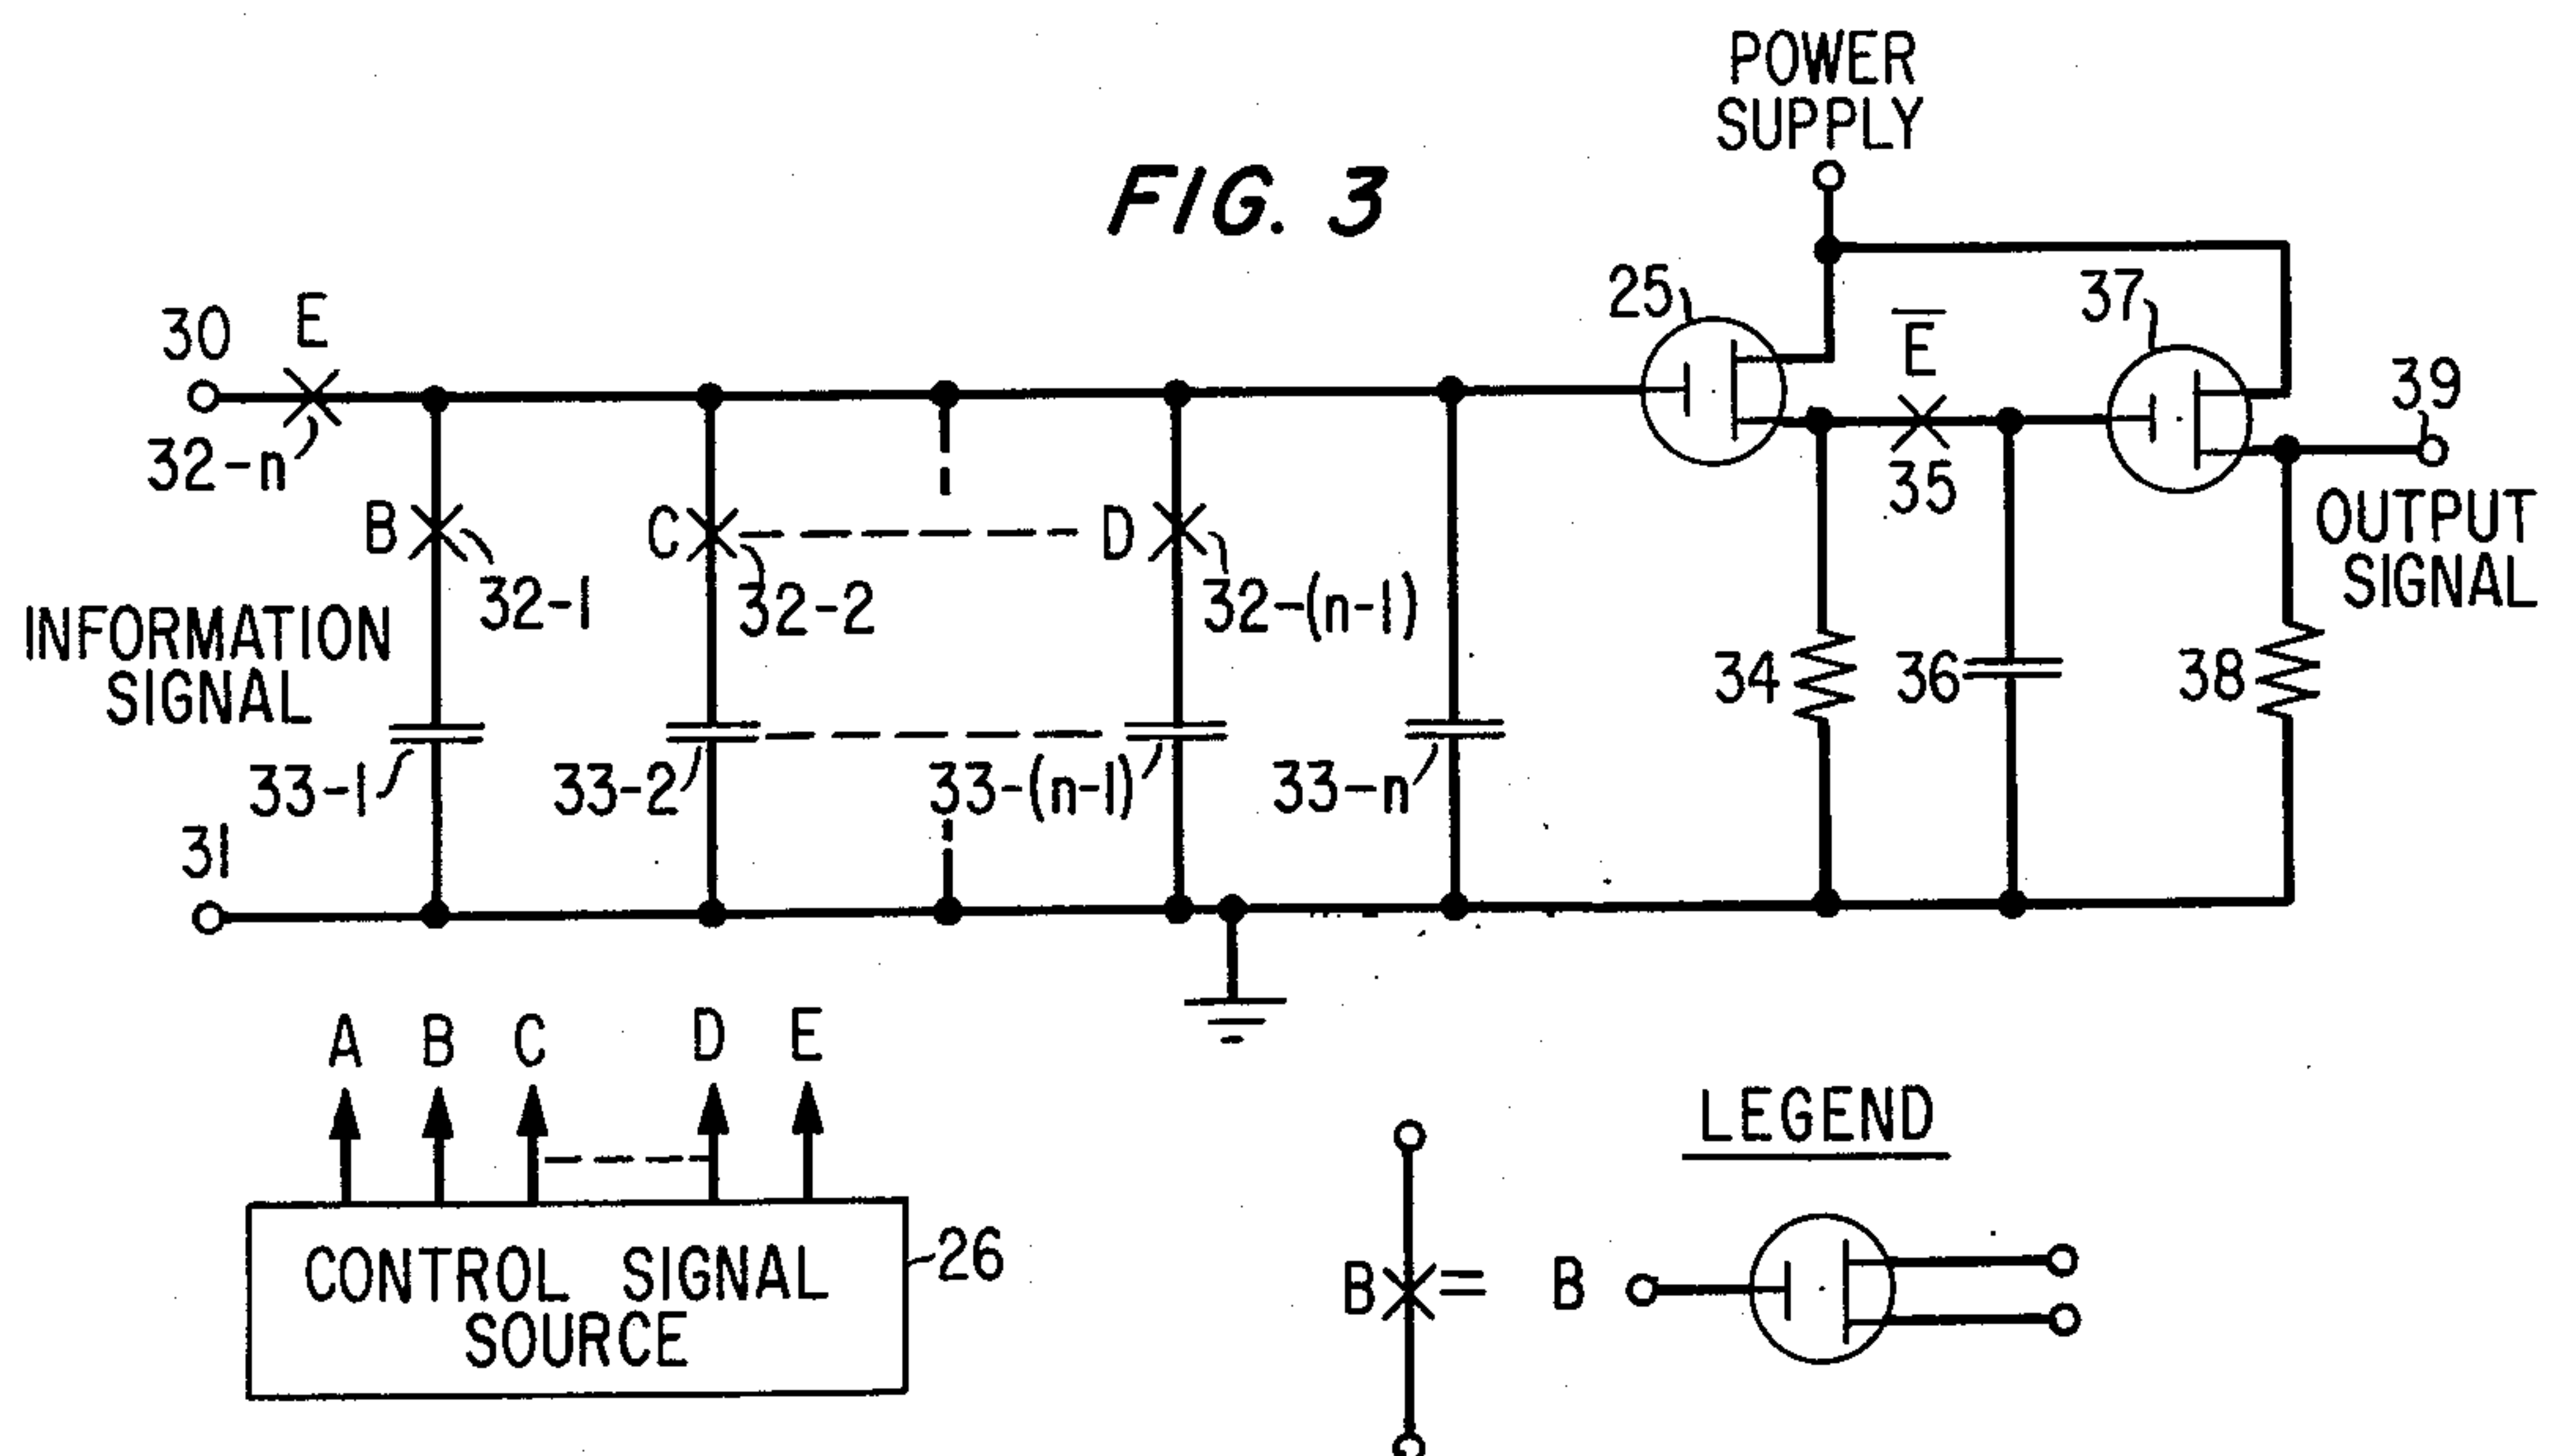 POWER
SUPPLY
FIG. 3
30
E
32-n
25
E̅
37
39
35
B
C
D
32-1
32-2
32-(n-1)
OUTPUT
SIGNAL
INFORMATION
SIGNAL
34
36
38
33-1
33-2
33-(n-1)
33-n
31
A B C D E
CONTROL SIGNAL
SOURCE
26
LEGEND
B = B